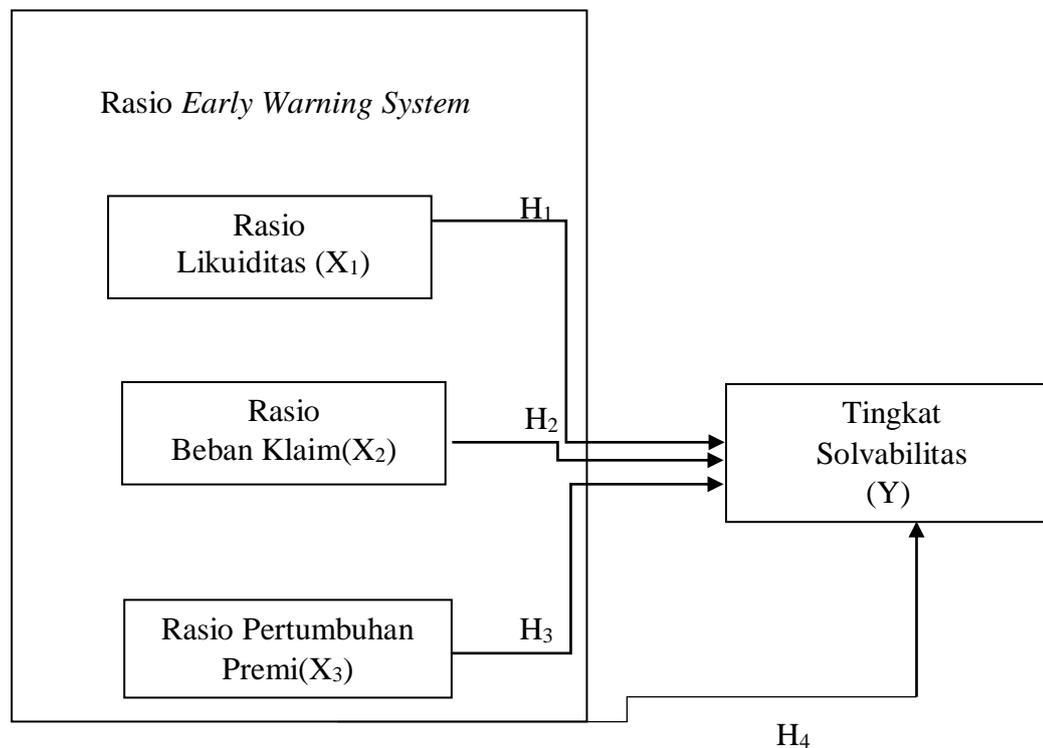 Rasio Early Warning System
H₁
Rasio
Likuiditas (X₁)
Rasio
Beban Klaim(X₂)
H₂
Tingkat
Solvabilitas
(Y)
Rasio Pertumbuhan
Premi(X₃)
H₃
H₄